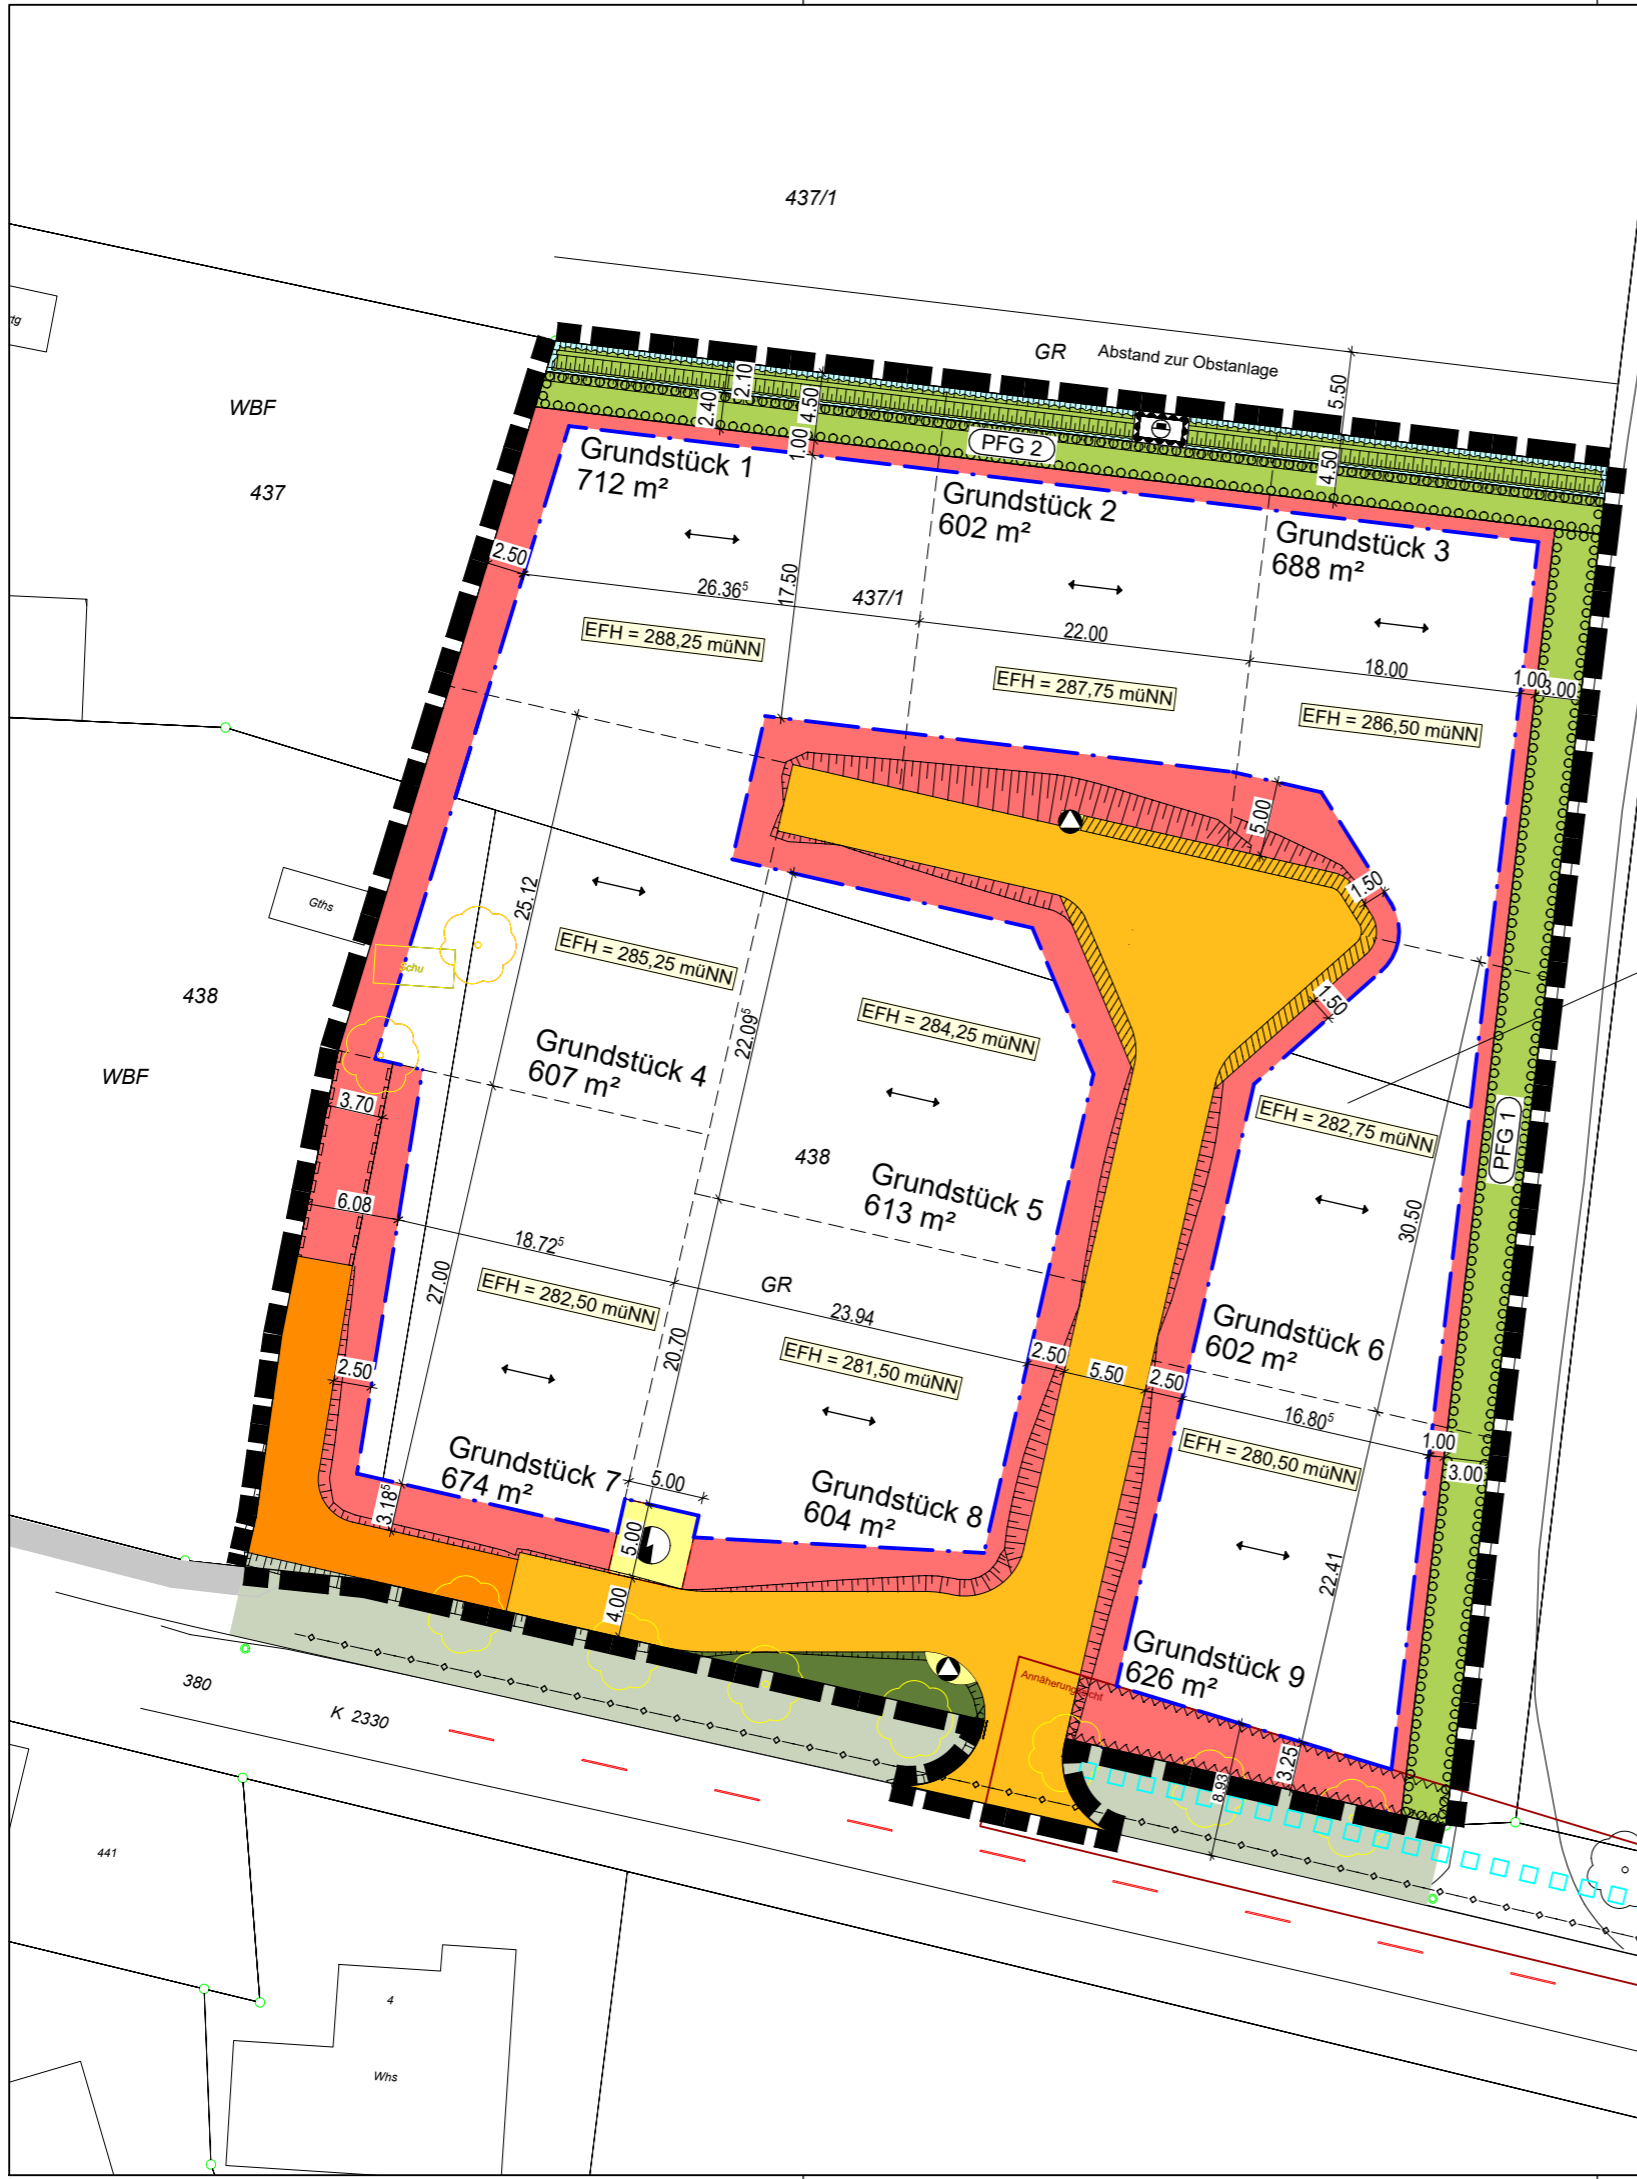 437/1
GR
Abstand zur Obstanlage
5.50
WBF
437
2.10
2.40
4.50
1.00
PFG 2
4.50
Grundstück 1
712 m²
Grundstück 2
602 m²
Grundstück 3
688 m²
2.50
26.36⁵
17.50
437/1
22.00
18.00
1.00
3.00
EFH = 288,25 müNN
EFH = 287,75 müNN
EFH = 286,50 müNN
5.00
1.50
1.50
Gths
Schu
25.12
EFH = 285,25 müNN
EFH = 284,25 müNN
438
WBF
22.09⁵
Grundstück 4
607 m²
3.70
EFH = 282,75 müNN
PFG 1
438
Grundstück 5
613 m²
6.08
18.72⁵
30.50
27.00
EFH = 282,50 müNN
GR
23.94
20.70
EFH = 281,50 müNN
Grundstück 6
602 m²
2.50
2.50
5.50
2.50
16.80⁵
1.00
3.00
EFH = 280,50 müNN
Grundstück 7
674 m²
5.00
3.18⁵
5.00
4.00
Grundstück 8
604 m²
22.41
Grundstück 9
626 m²
3.25
8.93
380
K 2330
441
4
Whs